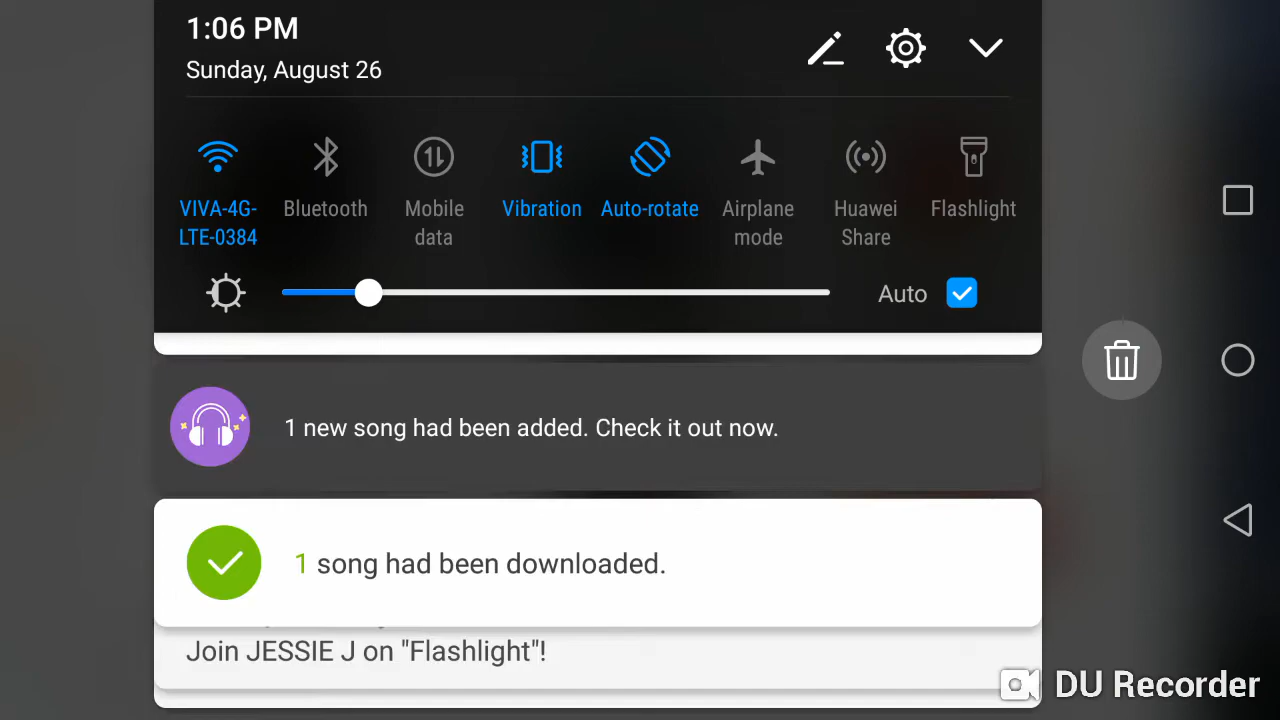 1:06 PM
Sunday, August 26
VIVA-4G-
LTE-0384
Bluetooth
Mobile
data
Vibration
Auto-rotate
Airplane
mode
Huawei
Share
Flashlight
Auto
1 new song had been added. Check it out now.
1 song had been downloaded.
Join JESSIE J on "Flashlight"!
DU Recorder